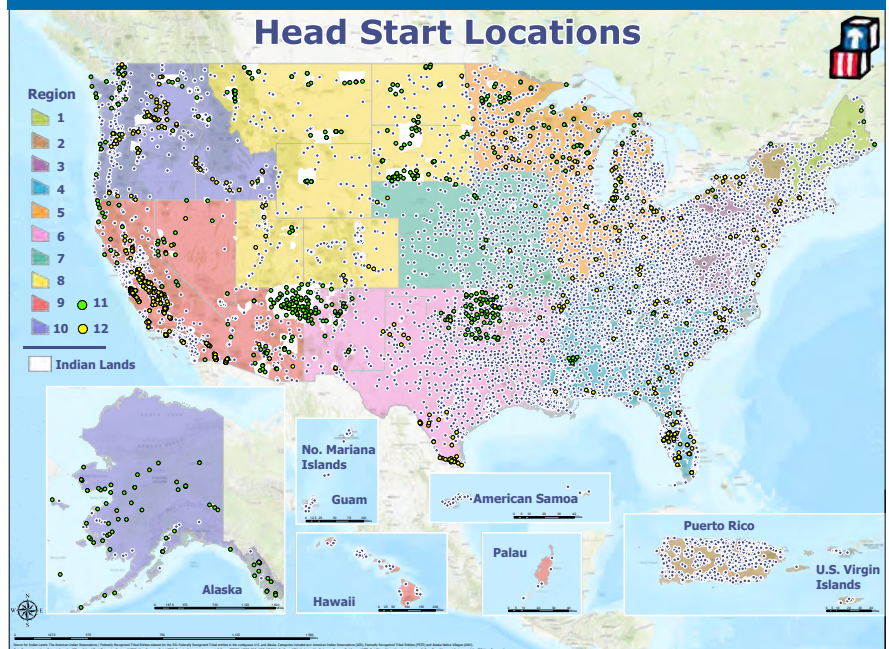 Head Start Locations
Region
1
2
3
4
5
6
7
8
9 11
10 12
Indian Lands
No. Mariana
Islands
Guam
American Samoa
Alaska
Hawaii
Palau
Puerto Rico
U.S. Virgin
Islands
N